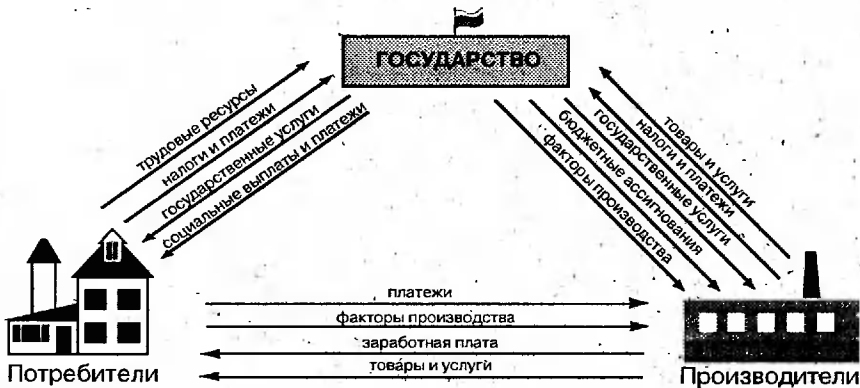 ГОСУДАРСТВО
трудовые ресурсы
налоги и платежи
государственные услуги
социальные выплаты и платежи
товары и услуги
налоги и платежи
государственные услуги
бюджетные ассигнования
факторы производства
платежи
факторы производства
заработная плата
товары и услуги
Потребители
Производители